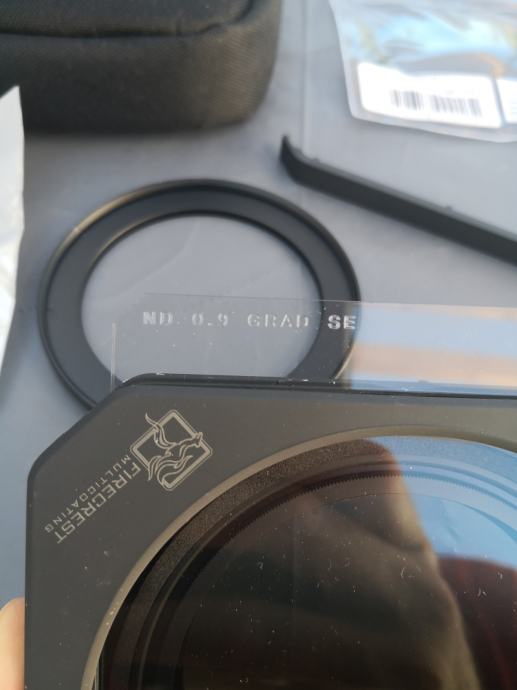 ND 0.9 GRAD SE
FIRECREST
MULTICOATING